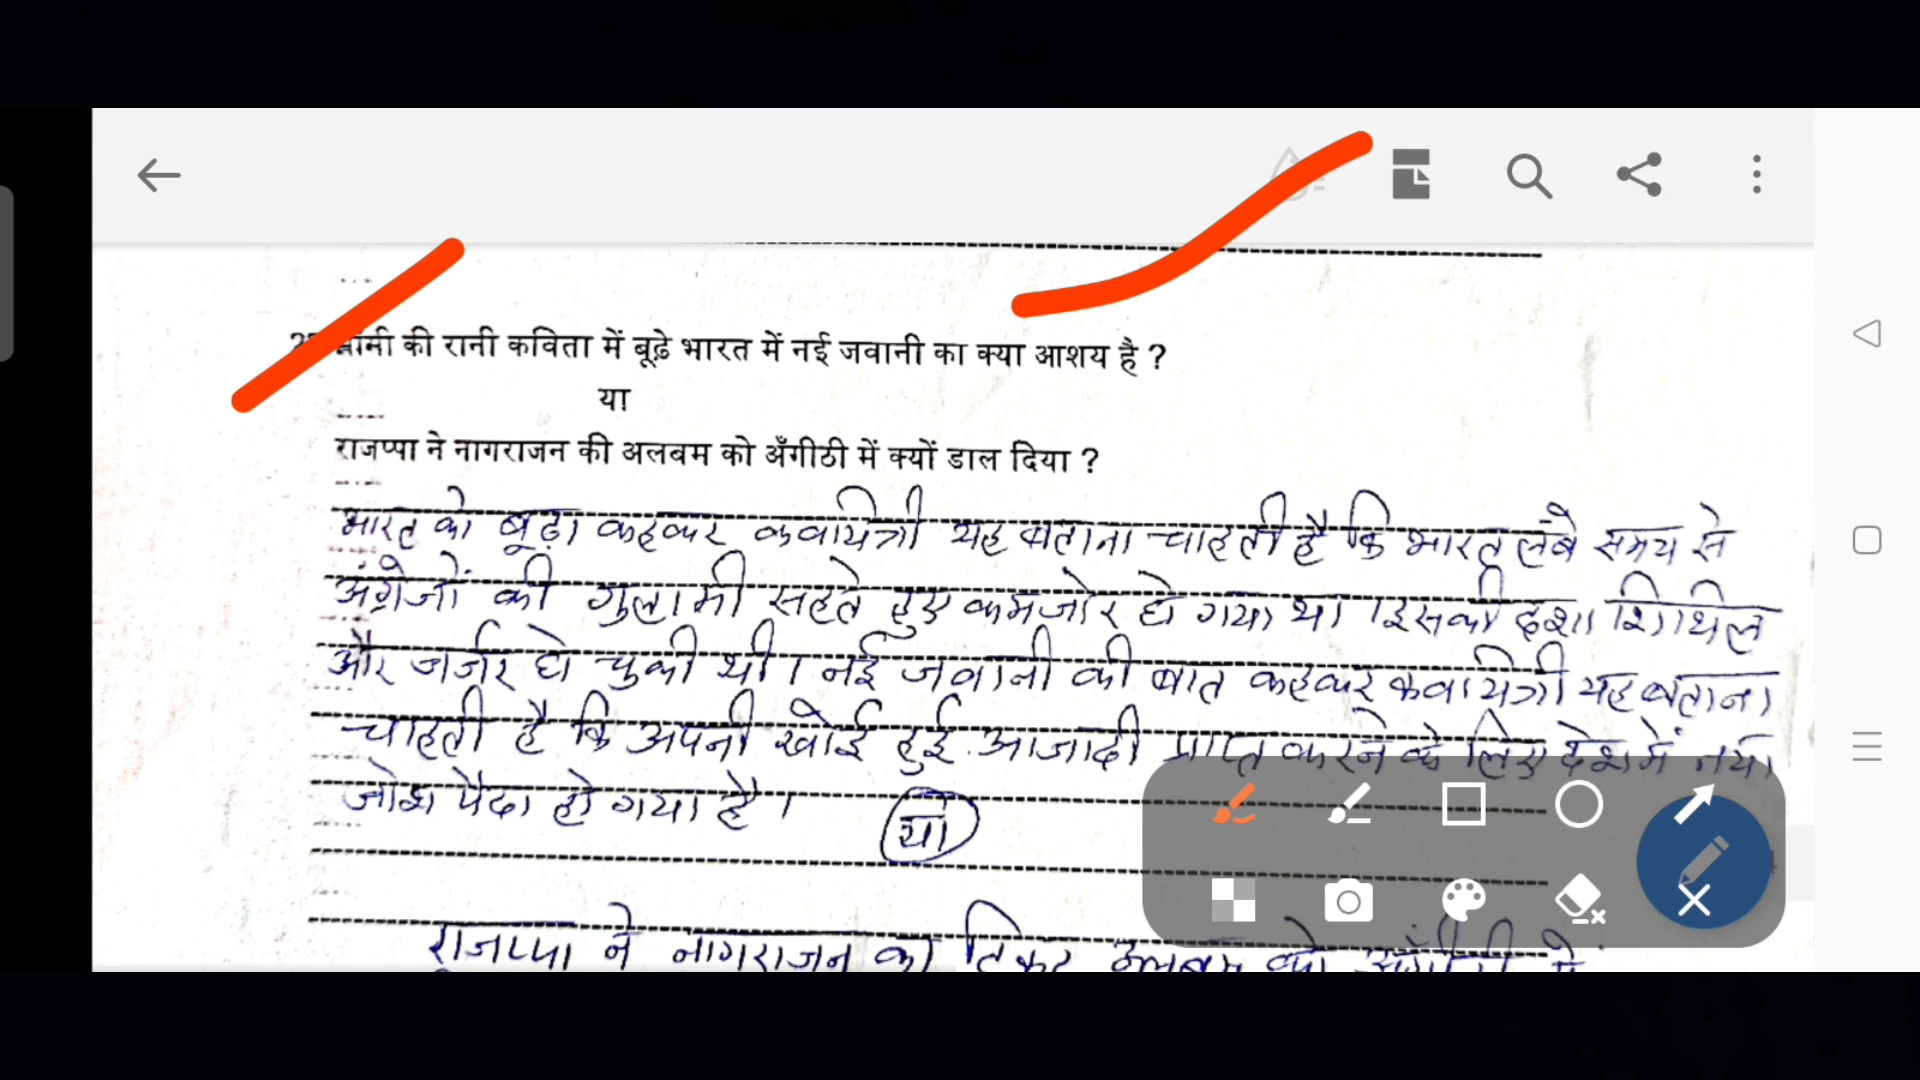 झाँसी की रानी कविता में बूढ़े भारत में नई जवानी का क्या आशय है ?
या
राजप्पा ने नागराजन की अलबम को अँगीठी में क्यों डाल दिया ?
भारत को बूढ़ा कहकर कवयित्री यह बताना चाहती है कि भारत लंबे समय से
अंग्रेजों की गुलामी सहते हुए कमजोर हो गया था । इसकी दशा शिथिल
और जर्जर हो चुकी थी । नई जवानी की बात कहकर कवयित्री यह बताना
चाहती है कि अपनी खोई हुई आजादी प्राप्त करने के लिए देश में नया
जोश पैदा हो गया है ।
या
राजप्पा ने नागराजन का टिकट अलबम को अँगीठी में